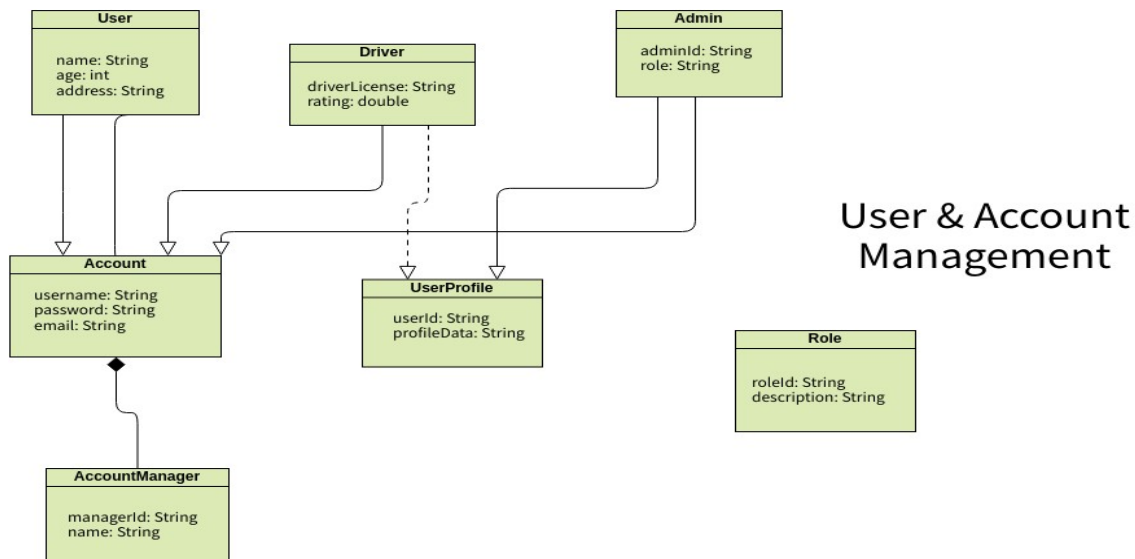 User
name: String
age: int
address: String
Driver
driverLicense: String
rating: double
Admin
adminId: String
role: String
User & Account
Management
Account
username: String
password: String
email: String
UserProfile
userId: String
profileData: String
Role
roleId: String
description: String
AccountManager
managerId: String
name: String